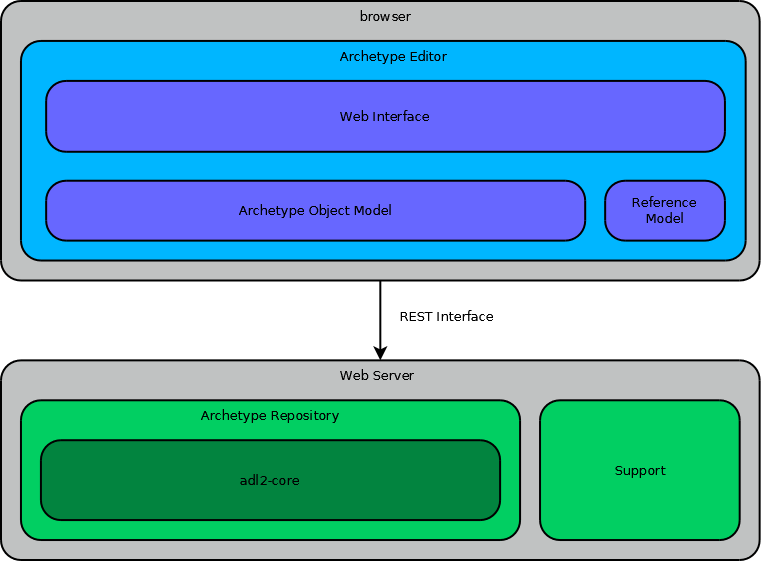 browser
Archetype Editor
Web Interface
Archetype Object Model
Reference
Model
REST Interface
Web Server
Archetype Repository
adl2-core
Support